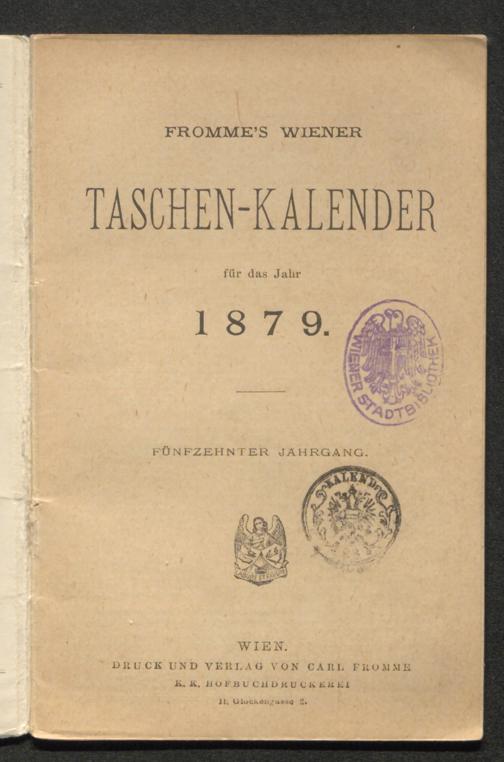 FROMME'S WIENER
TASCHEN-KALENDER
für das Jahr
1879.
WIENER STADTBIBLIOTHEK
FÜNFZEHNTER JAHRGANG.
KALEND
WIEN.
DRUCK UND VERLAG VON CARL FROMME
K. K. HOFBUCHDRUCKEREI
II, Glockengasse 2.